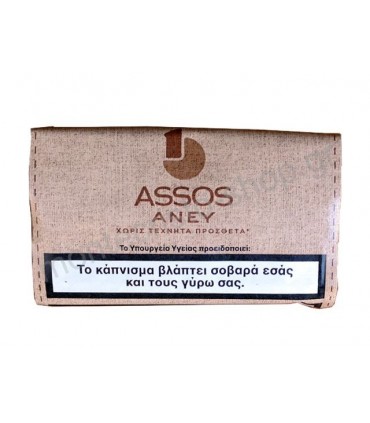 ASSOS
ΑΝΕΥ
ΧΩΡΙΣ ΤΕΧΝΗΤΑ ΠΡΟΣΘΕΤΑ*
Το Υπουργείο Υγείας προειδοποιεί:
Το κάπνισμα βλάπτει σοβαρά εσάς
και τους γύρω σας.